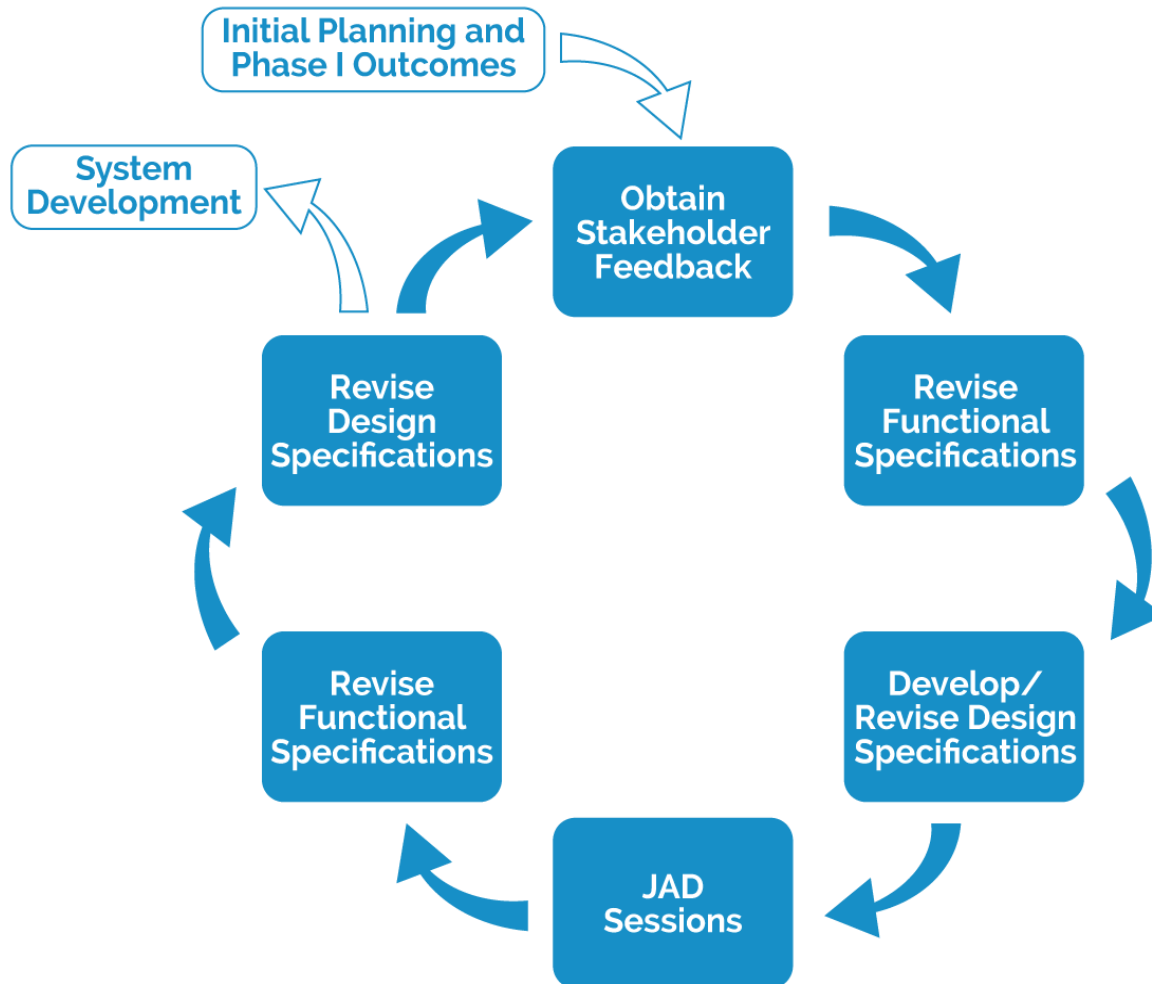 Initial Planning and
Phase I Outcomes
System
Development
Obtain
Stakeholder
Feedback
Revise
Functional
Specifications
Develop/
Revise Design
Specifications
JAD
Sessions
Revise
Functional
Specifications
Revise
Design
Specifications